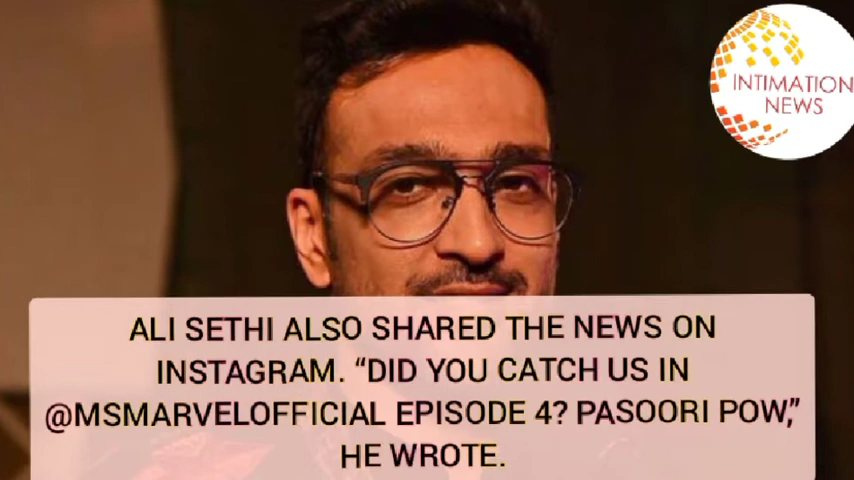 INTIMATION
NEWS
ALI SETHI ALSO SHARED THE NEWS ON
INSTAGRAM. “DID YOU CATCH US IN
@MSMARVELOFFICIAL EPISODE 4? PASOORI POW,”
HE WROTE.